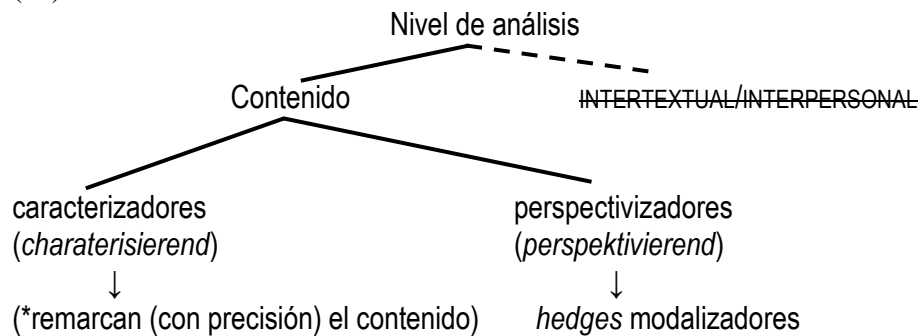 Nivel de análisis
Contenido INTERTEXTUAL/INTERPERSONAL
caracterizadores perspectivizadores
(charaterisierend) (perspektivierend)
↓ ↓
(*remarcan (con precisión) el contenido) hedges modalizadores